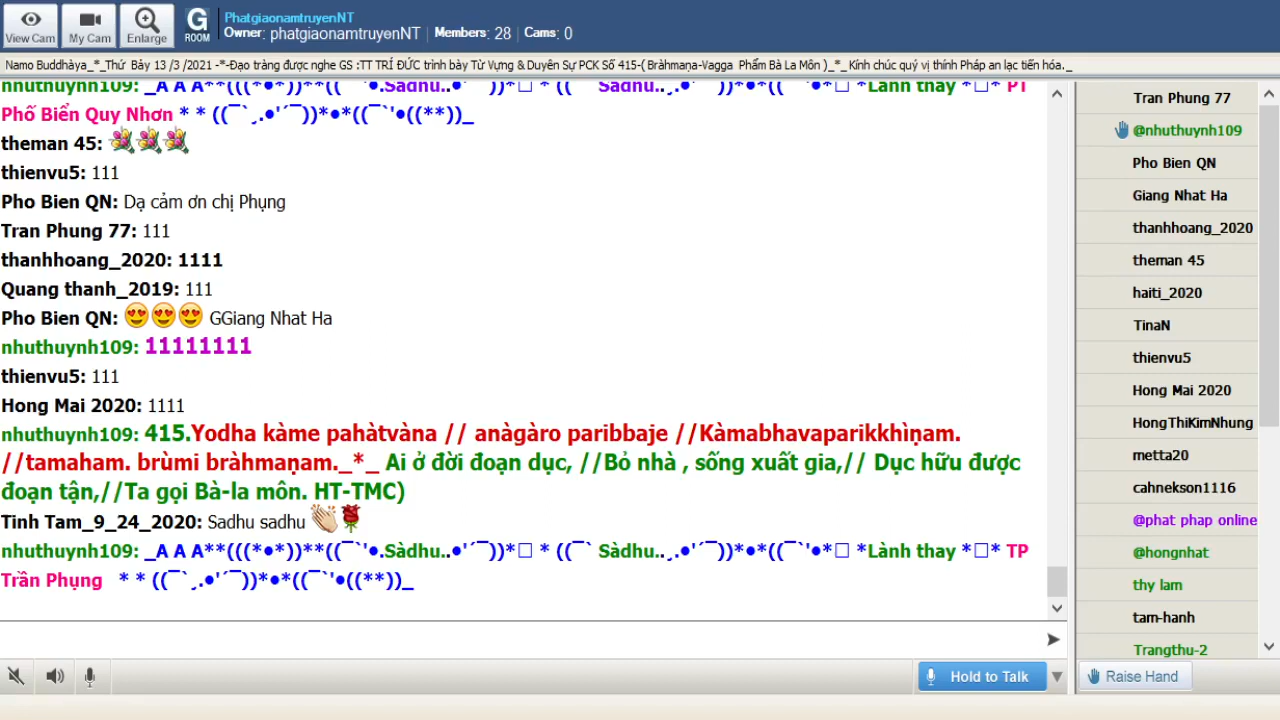 View Cam
My Cam
Enlarge
G
ROOM
PhatgiaonamtruyenNT
Owner: phatgiaonamtruyenNT | Members: 28 | Cams: 0
Namo Buddhàya_*_Thứ Bảy 13 /3 /2021 -*-Đạo tràng được nghe GS :TT TRÍ ĐỨC trình bày Từ Vựng & Duyên Sự PCK Số 415-( Bràhmaṇa-Vagga Phẩm Bà La Môn )_*_ Kính chúc quý vị thính Pháp an lạc tiến hóa._
nhuthuynh109: _A A A**(((*●*))**((¯`'●.Sàdhu..●'´¯))*□ * ((¯` Sàdhu..¸.●'´¯))*●*((¯`'●*□ *Lành thay *□* PT
Phố Biển Quy Nhơn * * ((¯`¸.●'´¯))*●*((¯`'●((**))_
theman 45:
thienvu5: 111
Pho Bien QN: Dạ cảm ơn chị Phụng
Tran Phung 77: 111
thanhhoang_2020: 1111
Quang thanh_2019: 111
Pho Bien QN: GGiang Nhat Ha
nhuthuynh109: 11111111
thienvu5: 111
Hong Mai 2020: 1111
nhuthuynh109: 415.Yodha kàme pahàtvàna // anàgàro paribbaje //Kàmabhavaparikkhìṇam.
//tamaham. brùmi bràhmaṇam._*_ Ai ở đời đoạn dục, //Bỏ nhà , sống xuất gia,// Dục hữu được
đoạn tận,//Ta gọi Bà-la môn. HT-TMC)
Tinh Tam_9_24_2020: Sadhu sadhu
nhuthuynh109: _A A A**(((*●*))**((¯`'●.Sàdhu..●'´¯))*□ * ((¯` Sàdhu..¸.●'´¯))*●*((¯`'●*□ *Lành thay *□* TP
Trần Phụng * * ((¯`¸.●'´¯))*●*((¯`'●((**))_
Hold to Talk
Tran Phung 77
@nhuthuynh109
Pho Bien QN
Giang Nhat Ha
thanhhoang_2020
theman 45
haiti_2020
TinaN
thienvu5
Hong Mai 2020
HongThiKimNhung
metta20
cahnekson1116
@phat phap online
@hongnhat
thy lam
tam-hanh
Trangthu-2
Raise Hand